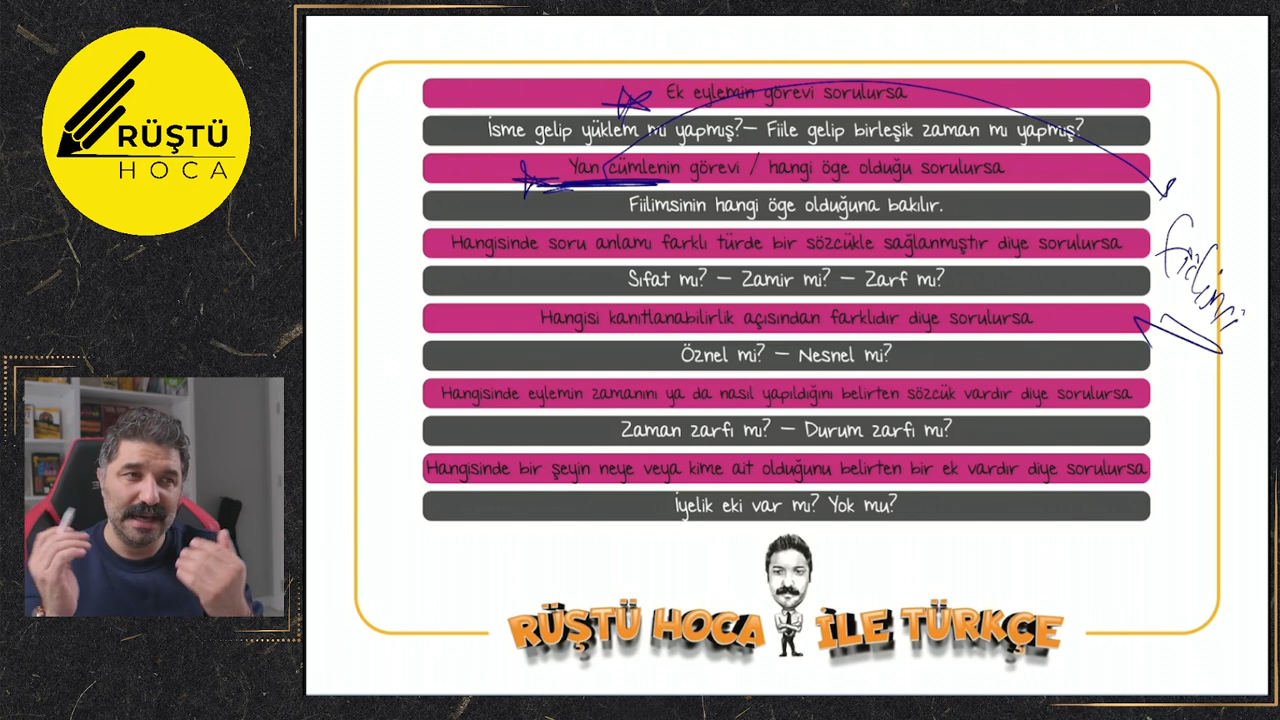 RÜŞTÜ
HOCA
Ek eylemin görevi sorulursa
İsme gelip yüklem mi yapmış?– Fiile gelip birleşik zaman mı yapmış?
Yan cümlenin görevi / hangi öge olduğu sorulursa
Fiilimsinin hangi öge olduğuna bakılır.
Hangisinde soru anlamı farklı türde bir sözcükle sağlanmıştır diye sorulursa
Sıfat mı? – Zamir mi? – Zarf mı?
Hangisi kanıtlanabilirlik açısından farklıdır diye sorulursa
Öznel mi? – Nesnel mi?
Hangisinde eylemin zamanını ya da nasıl yapıldığını belirten sözcük vardır diye sorulursa
Zaman zarfı mı? – Durum zarfı mı?
Hangisinde bir şeyin neye veya kime ait olduğunu belirten bir ek vardır diye sorulursa
İyelik eki var mı? Yok mu?
RÜŞTÜ HOCA İLE TÜRKÇE